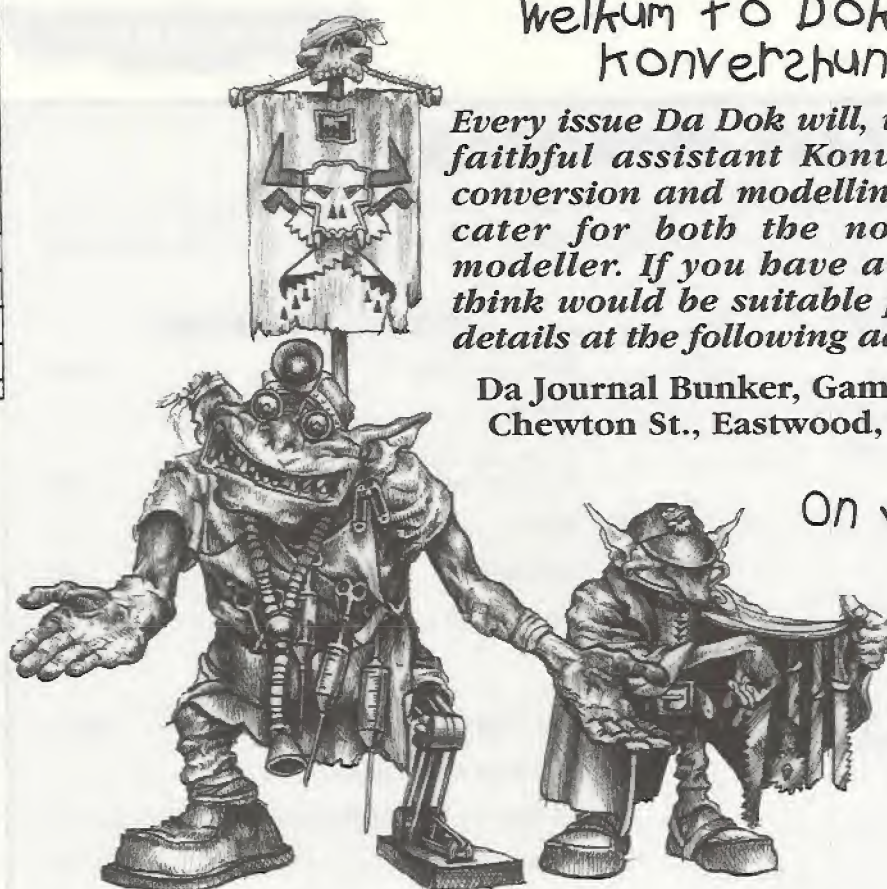 Welkum to Dok
Konvershun
Every issue Da Dok will,
faithful assistant Konv
conversion and modellin
cater for both the no
modeller. If you have a
think would be suitable
details at the following a
Da Journal Bunker, Gam
Chewton St., Eastwood,
On